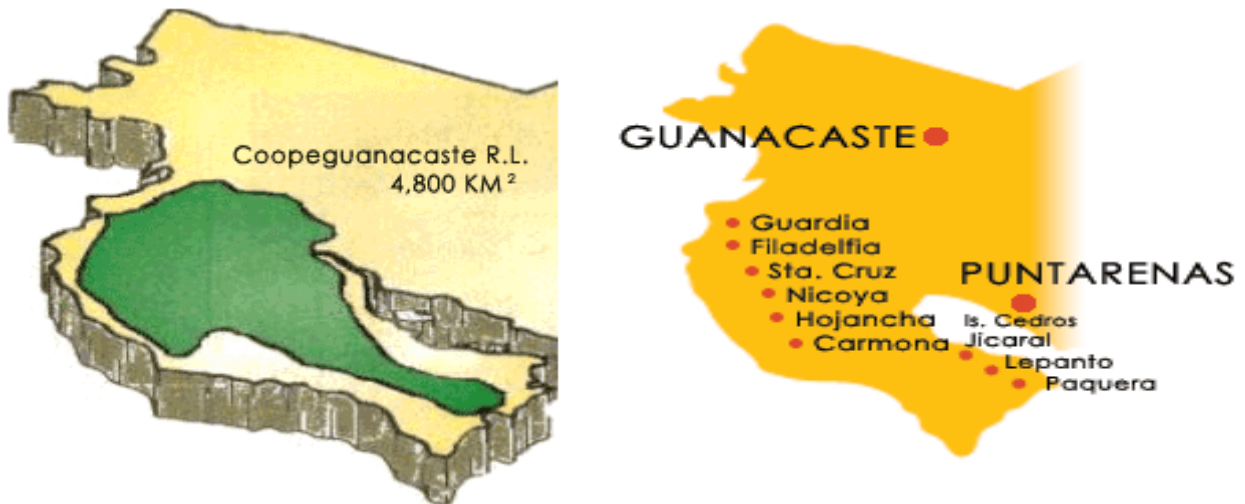 Coopeguanacaste R.L.
4,800 KM²
GUANACASTE
Guardia
Filadelfia
Sta. Cruz
Nicoya
Hojancha
Carmona
PUNTARENAS
Is. Cedros
Jicaral
Lepanto
Paquera